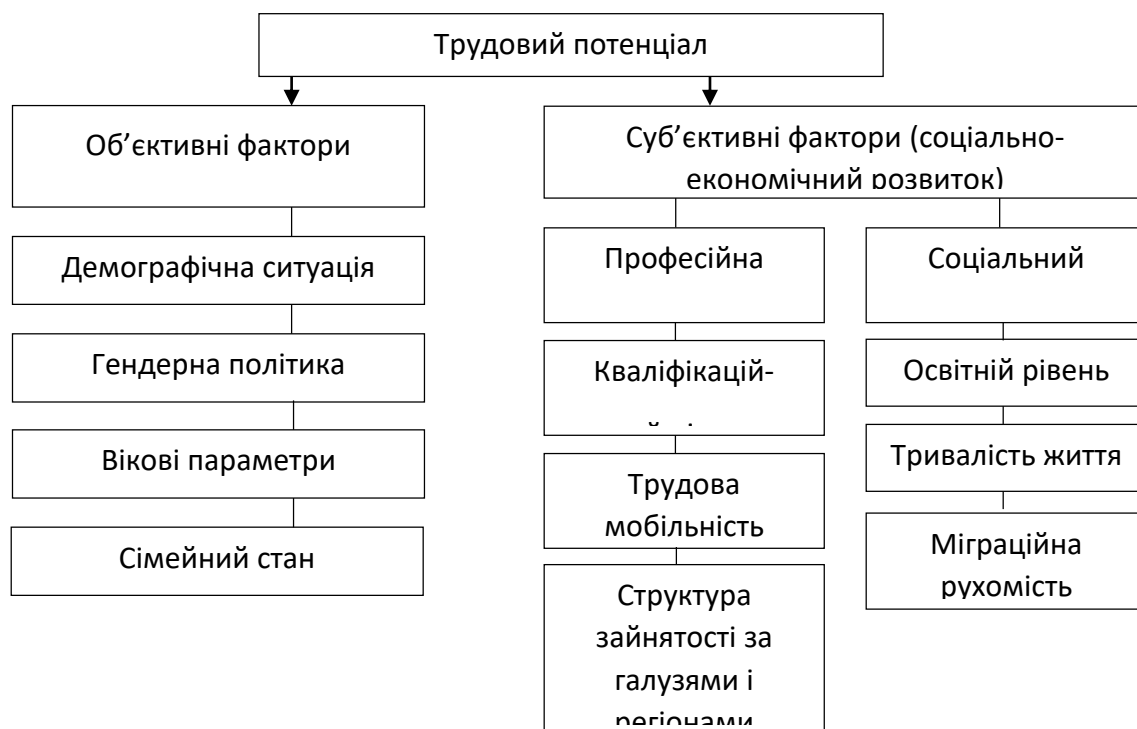 Трудовий потенціал
Об’єктивні фактори
Демографічна ситуація
Гендерна політика
Вікові параметри
Сімейний стан
Суб’єктивні фактори (соціально-
економічний розвиток)
Професійна
Кваліфікацій-
Трудова
мобільність
Структура
зайнятості за
галузями і
регіонами
Соціальний
Освітній рівень
Тривалість життя
Міграційна
рухомість